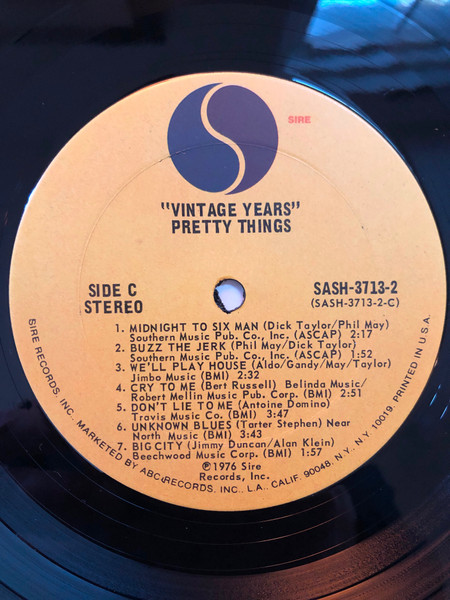 SIRE
"VINTAGE YEARS"
PRETTY THINGS
SIDE C
STEREO
SASH-3713-2
(SASH-3713-2-C)
1. MIDNIGHT TO SIX MAN (Dick Taylor/Phil May)
Southern Music Pub. Co., Inc. (ASCAP) 2:17
2. BUZZ THE JERK (Phil May/Dick Taylor)
Southern Music Pub. Co., Inc. (ASCAP) 1:52
3. WE'LL PLAY HOUSE (Aldo/Gandy/May/Taylor)
Jimbo Music (BMI) 2:32
4. CRY TO ME (Bert Russell) Belinda Music/
Robert Mellin Music Pub. Corp. (BMI) 2:51
5. DON'T LIE TO ME (Antoine Domino)
Travis Music Co. (BMI) 3:47
6. UNKNOWN BLUES (Tarter Stephen) Near
North Music (BMI) 3:43
7. BIG CITY (Jimmy Duncan/Alan Klein)
Beechwood Music Corp. (BMI) 1:57
℗1976 Sire
Records, Inc.
SIRE RECORDS, INC. MARKETED BY ABC RECORDS, INC., L.A., CALIF. 90048, N.Y., N.Y. 10019. PRINTED IN U.S.A.